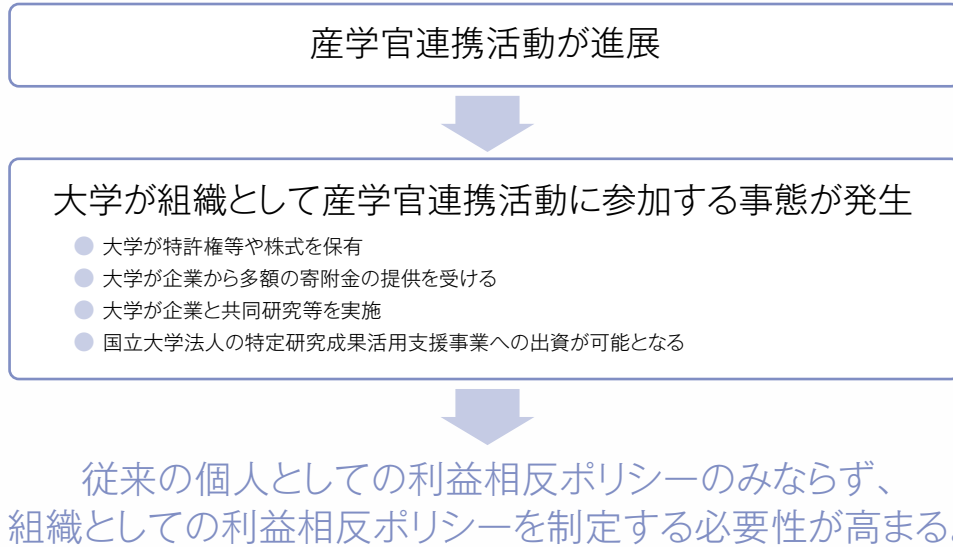 産学官連携活動が進展
大学が組織として産学官連携活動に参加する事態が発生
大学が特許権等や株式を保有
大学が企業から多額の寄附金の提供を受ける
大学が企業と共同研究等を実施
国立大学法人の特定研究成果活用支援事業への出資が可能となる
従来の個人としての利益相反ポリシーのみならず、
組織としての利益相反ポリシーを制定する必要性が高まる。